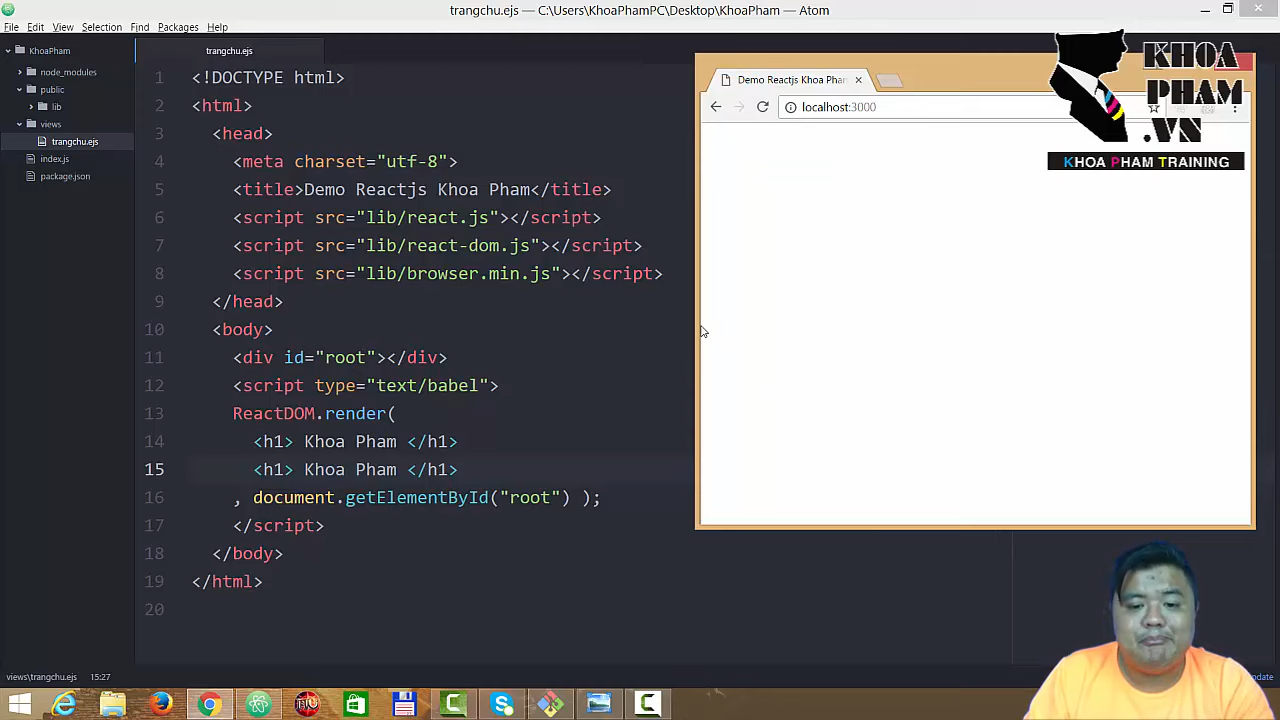 trangchu.ejs — C:\Users\KhoaPhamPC\Desktop\KhoaPham — Atom
File Edit View Selection Find Packages Help
KhoaPham
node_modules
public
lib
views
trangchu.ejs
index.js
package.json
trangchu.ejs
1 <!DOCTYPE html>
2 <html>
3 <head>
4 <meta charset="utf-8">
5 <title>Demo Reactjs Khoa Pham</title>
6 <script src="lib/react.js"></script>
7 <script src="lib/react-dom.js"></script>
8 <script src="lib/browser.min.js"></script>
9 </head>
10 <body>
11 <div id="root"></div>
12 <script type="text/babel">
13 ReactDOM.render(
14 <h1> Khoa Pham </h1>
15 <h1> Khoa Pham </h1>
16 , document.getElementById("root") );
17 </script>
18 </body>
19 </html>
20
Demo Reactjs Khoa Phan
localhost:3000
KHOA
PHAM
.VN
KHOA PHAM TRAINING
views\trangchu.ejs 15:27
update